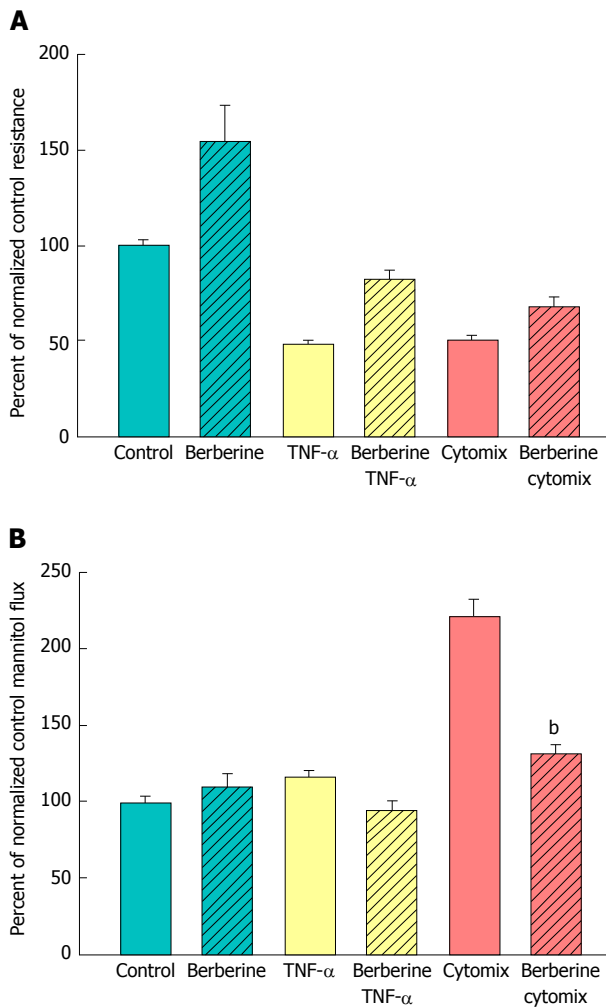 A
Percent of normalized control resistance
200
150
100
50
0
Control Berberine TNF-α Berberine Cytomix Berberine
TNF-α cytomix
B
Percent of normalized control mannitol flux
250
200
150
100
50
0
b
Control Berberine TNF-α Berberine Cytomix Berberine
TNF-α cytomix